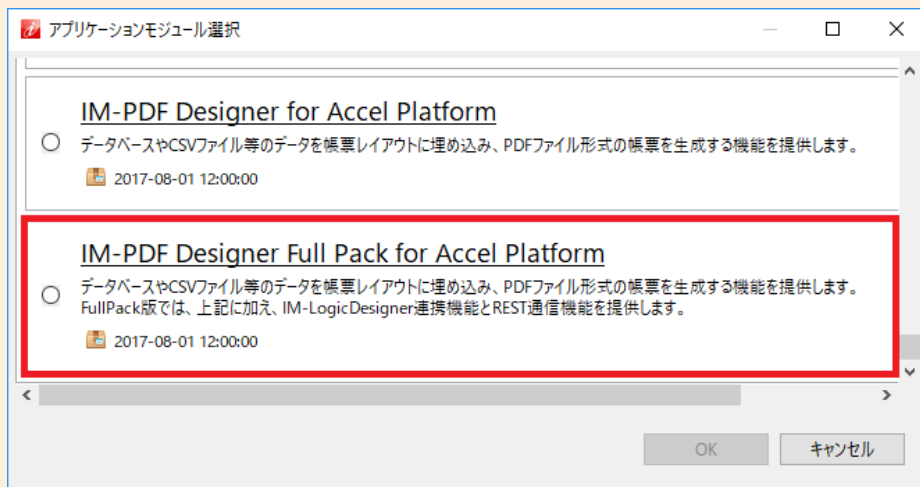 アプリケーションモジュール選択
IM-PDF Designer for Accel Platform
データベースやCSVファイル等のデータを帳票レイアウトに埋め込み、PDFファイル形式の帳票を生成する機能を提供します。
2017-08-01 12:00:00
IM-PDF Designer Full Pack for Accel Platform
データベースやCSVファイル等のデータを帳票レイアウトに埋め込み、PDFファイル形式の帳票を生成する機能を提供します。
FullPack版では、上記に加え、IM-LogicDesigner連携機能とREST通信機能を提供します。
2017-08-01 12:00:00
OK
キャンセル